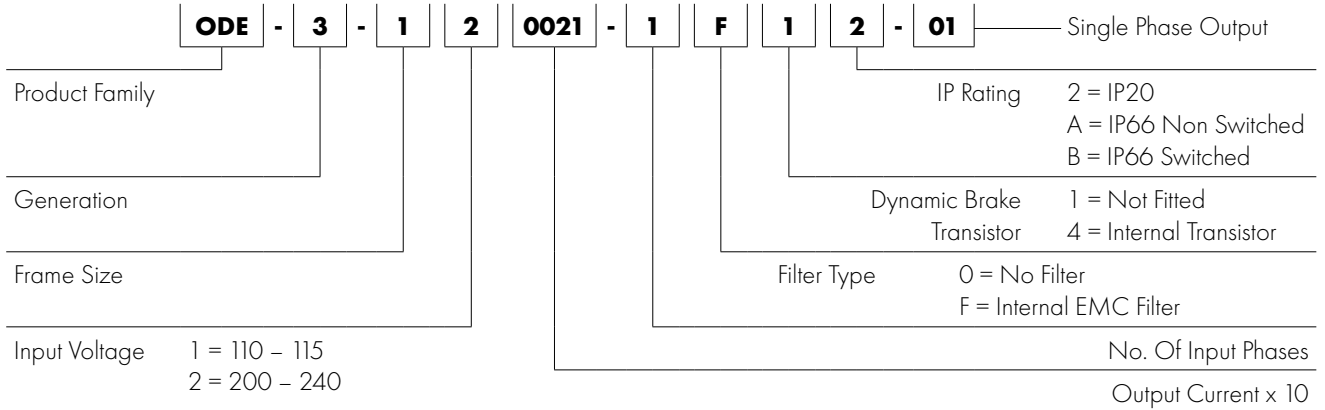 ODE - 3 - 1 2 0021 - 1 F 1 2 - 01 Single Phase Output
Product Family
IP Rating 2 = IP20
A = IP66 Non Switched
B = IP66 Switched
Generation
Dynamic Brake 1 = Not Fitted
Transistor 4 = Internal Transistor
Frame Size
Filter Type 0 = No Filter
F = Internal EMC Filter
Input Voltage 1 = 110 – 115
2 = 200 – 240
No. Of Input Phases
Output Current x 10